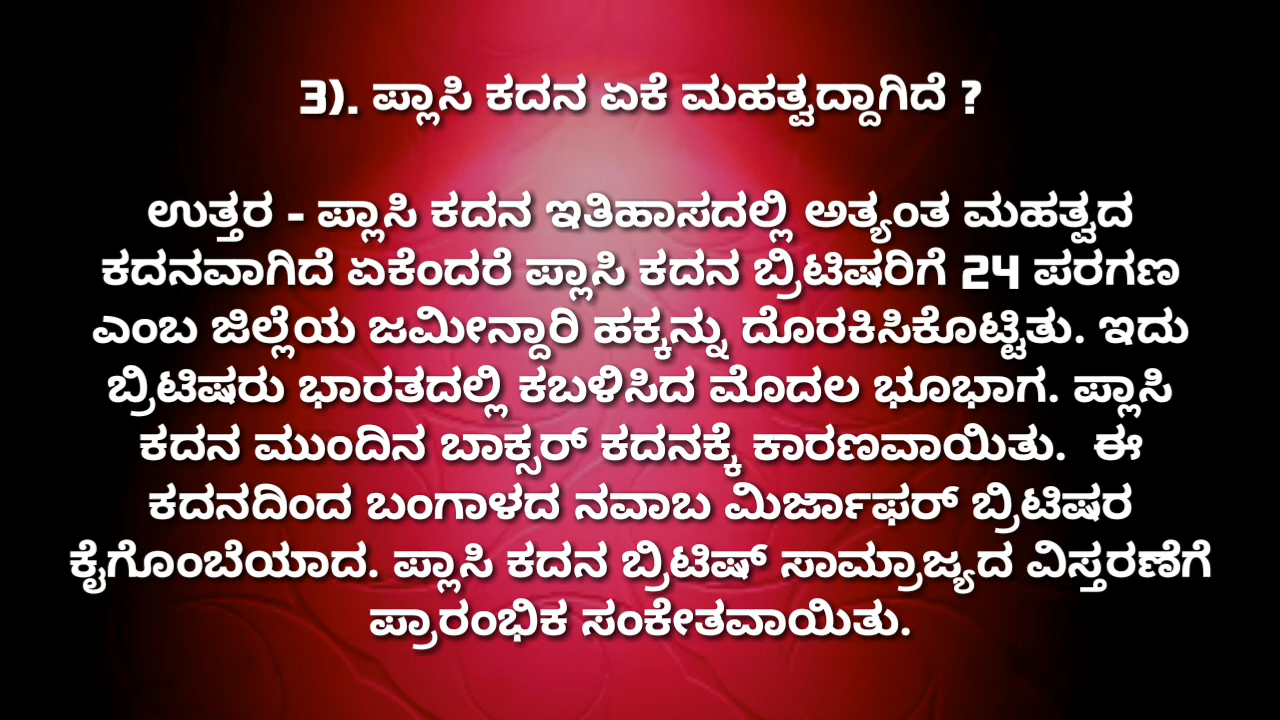 3). ಪ್ಲಾಸಿ ಕದನ ಏಕೆ ಮಹತ್ವದ್ದಾಗಿದೆ ?
ಉತ್ತರ - ಪ್ಲಾಸಿ ಕದನ ಇತಿಹಾಸದಲ್ಲಿ ಅತ್ಯಂತ ಮಹತ್ವದ
ಕದನವಾಗಿದೆ ಏಕೆಂದರೆ ಪ್ಲಾಸಿ ಕದನ ಬ್ರಿಟಿಷರಿಗೆ 24 ಪರಗಣ
ಎಂಬ ಜಿಲ್ಲೆಯ ಜಮೀನ್ದಾರಿ ಹಕ್ಕನ್ನು ದೊರಕಿಸಿಕೊಟ್ಟಿತು. ಇದು
ಬ್ರಿಟಿಷರು ಭಾರತದಲ್ಲಿ ಕಬಳಿಸಿದ ಮೊದಲ ಭೂಭಾಗ. ಪ್ಲಾಸಿ
ಕದನ ಮುಂದಿನ ಬಾಕ್ಸರ್ ಕದನಕ್ಕೆ ಕಾರಣವಾಯಿತು. ಈ
ಕದನದಿಂದ ಬಂಗಾಳದ ನವಾಬ ಮಿರ್ಜಾಫರ್ ಬ್ರಿಟಿಷರ
ಕೈಗೊಂಬೆಯಾದ. ಪ್ಲಾಸಿ ಕದನ ಬ್ರಿಟಿಷ್ ಸಾಮ್ರಾಜ್ಯದ ವಿಸ್ತರಣೆಗೆ
ಪ್ರಾರಂಭಿಕ ಸಂಕೇತವಾಯಿತು.